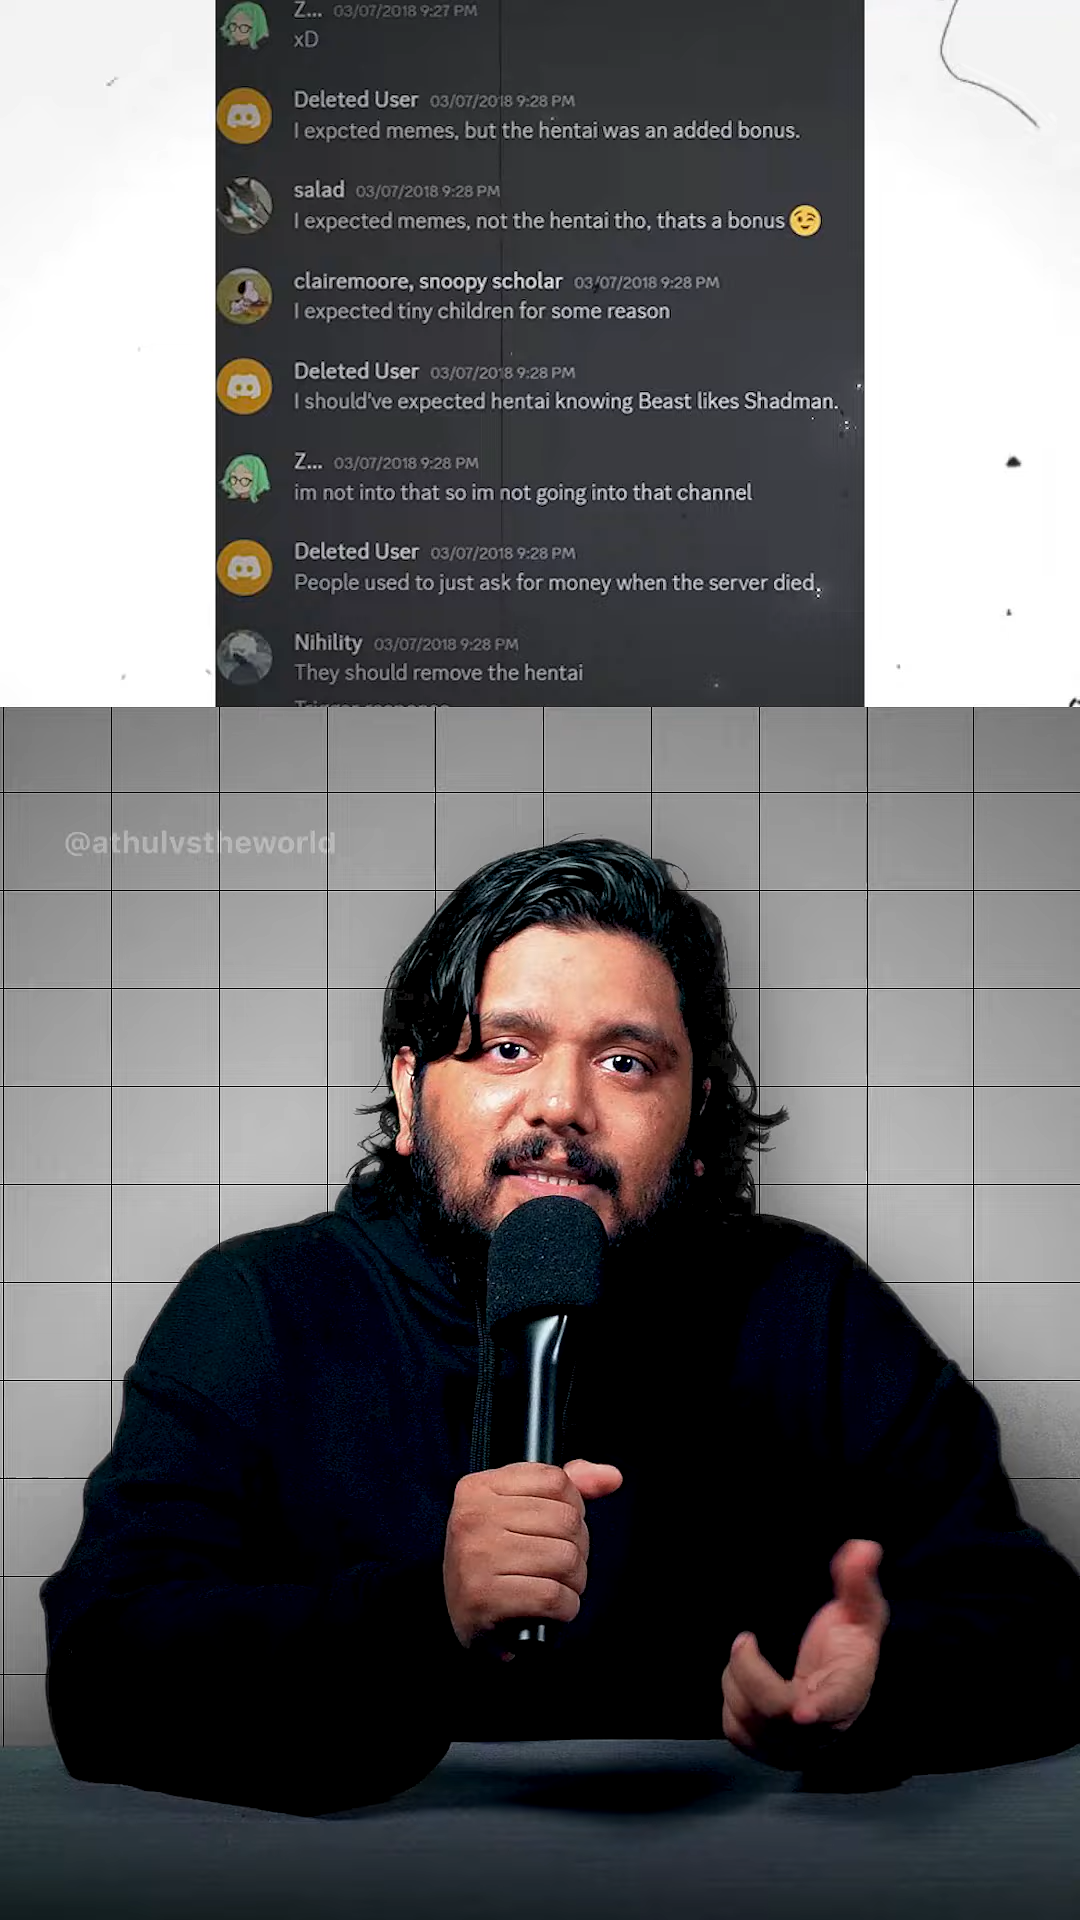 Z... 03/07/2018 9:27 PM
xD
Deleted User 03/07/2018 9:28 PM
I expcted memes, but the hentai was an added bonus.
salad 03/07/2018 9:28 PM
I expected memes, not the hentai tho, thats a bonus 😉
clairemoore, snoopy scholar 03/07/2018 9:28 PM
I expected tiny children for some reason
Deleted User 03/07/2018 9:28 PM
I should've expected hentai knowing Beast likes Shadman.
Z... 03/07/2018 9:28 PM
im not into that so im not going into that channel
Deleted User 03/07/2018 9:28 PM
People used to just ask for money when the server died.
Nihility 03/07/2018 9:28 PM
They should remove the hentai
@athulvstheworld